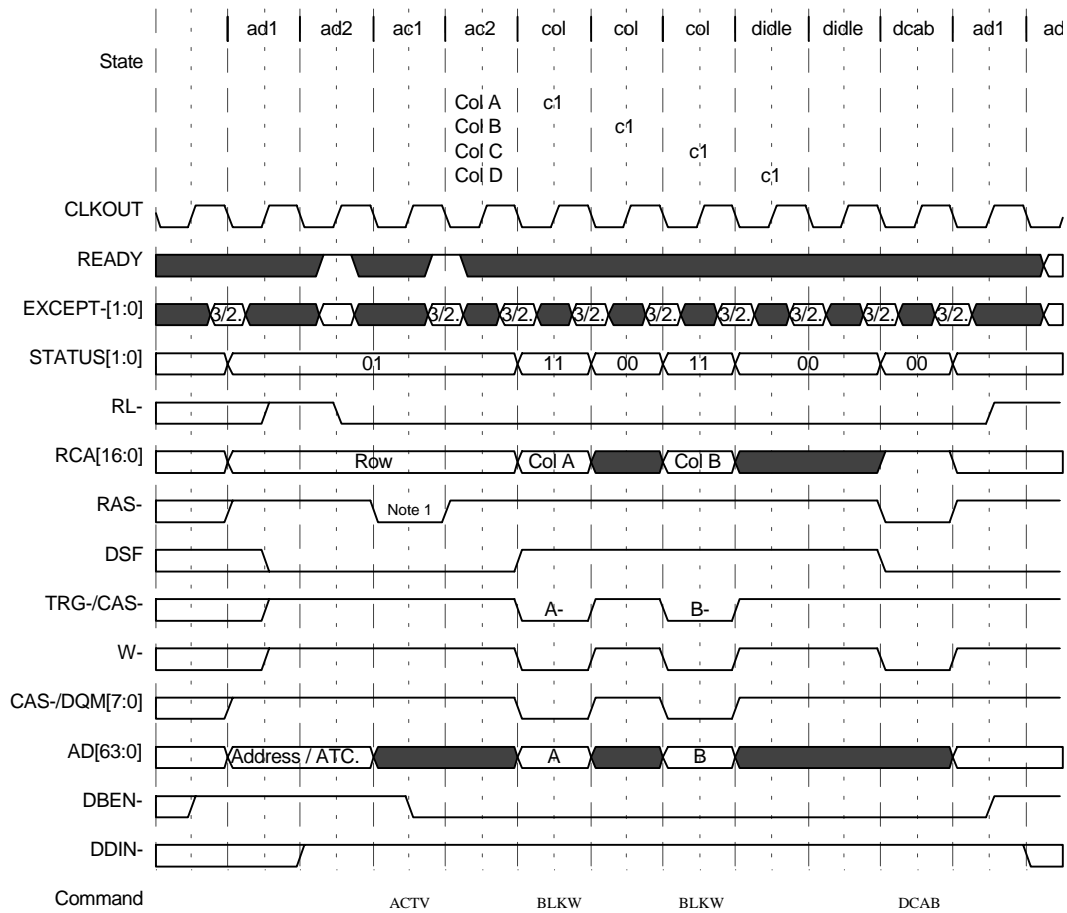 ad1 ad2 ac1 ac2 col col col didle didle dcab ad1 ad
State
Col A c1
Col B c1
Col C c1
Col D c1
CLKOUT
READY
EXCEPT-[1:0] 3/2. 3/2. 3/2. 3/2. 3/2. 3/2. 3/2. 3/2. 3/2.
STATUS[1:0] 01 11 00 11 00 00
RL-
RCA[16:0] Row Col A Col B
RAS- Note 1
DSF
TRG-/CAS- A- B-
W-
CAS-/DQM[7:0]
AD[63:0] Address / ATC. A B
DBEN-
DDIN-
Command ACTV BLKW BLKW DCAB